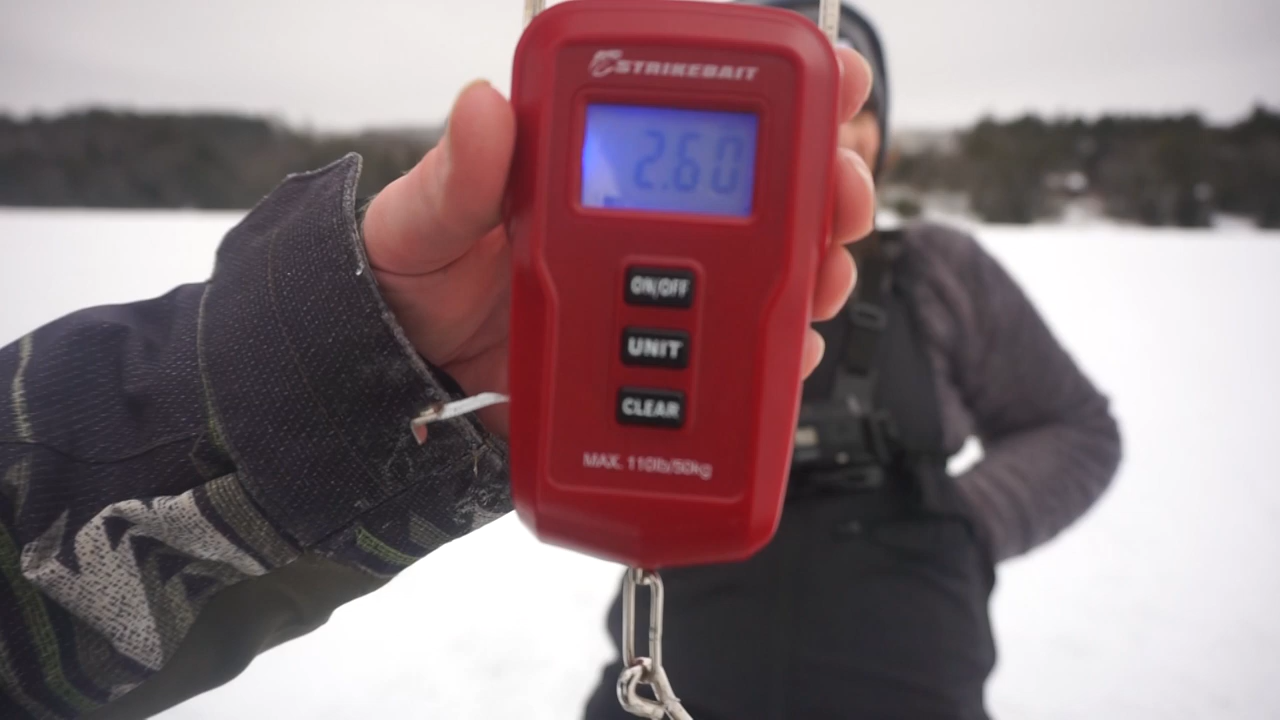 STRIKEBAIT
2.60
ON/OFF
UNIT
CLEAR
MAX. 110lb/50kg